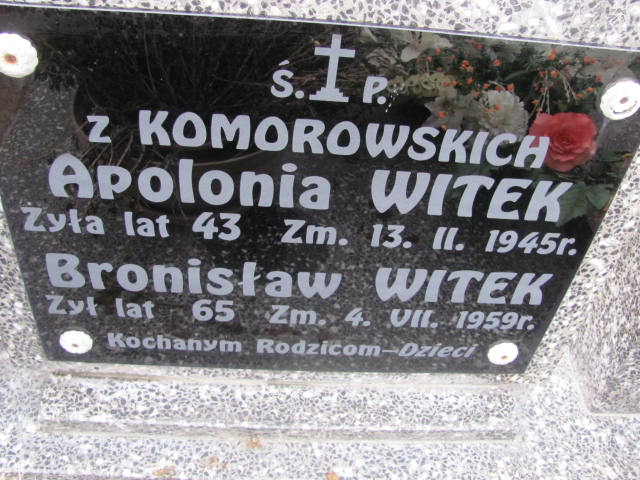 Ś. P.
z KOMOROWSKICH
Apolonia WITEK
Żyła lat 43 Zm. 13. II. 1945r.
Bronisław WITEK
Żył lat 65 Zm. 4. VII. 1959r.
Kochanym Rodzicom–Dzieci